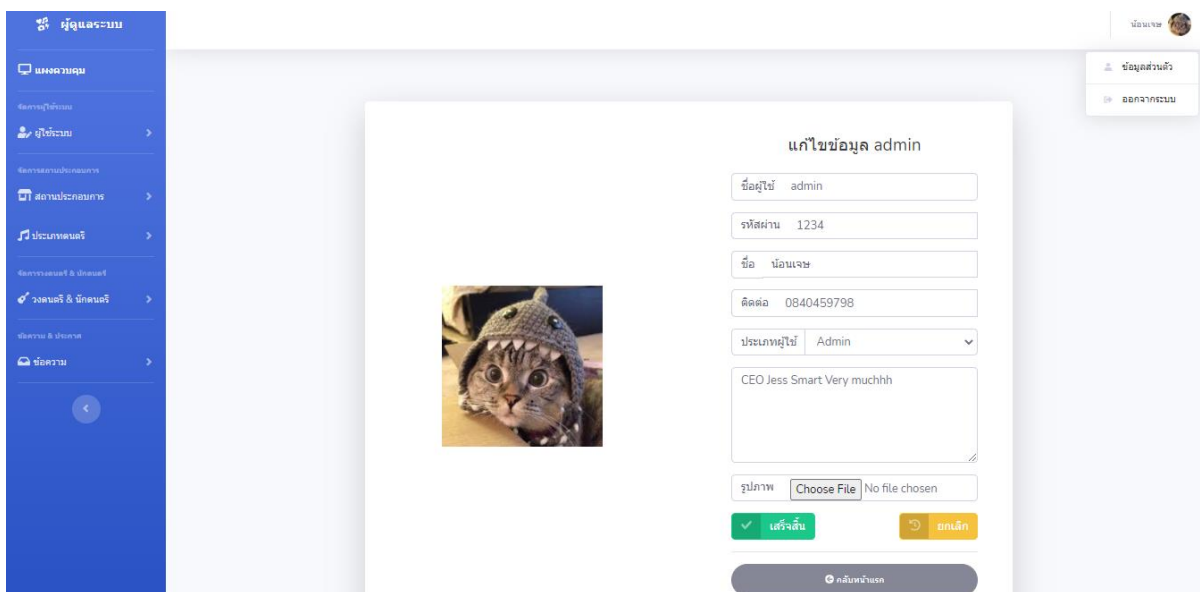 ผู้ดูแลระบบ
น้อนเจษ
แผงควบคุม
ข้อมูลส่วนตัว
ออกจากระบบ
จัดการผู้ใช้ระบบ
ผู้ใช้ระบบ
จัดการสถานประกอบการ
สถานประกอบการ
ประเภทดนตรี
จัดการวงดนตรี & นักดนตรี
วงดนตรี & นักดนตรี
ข้อความ & ประกาศ
ข้อความ
แก้ไขข้อมูล admin
ชื่อผู้ใช้ admin
รหัสผ่าน 1234
ชื่อ น้อนเจษ
ติดต่อ 0840459798
ประเภทผู้ใช้ Admin
CEO Jess Smart Very muchhh
รูปภาพ Choose File No file chosen
เสร็จสิ้น ยกเลิก
กลับหน้าแรก